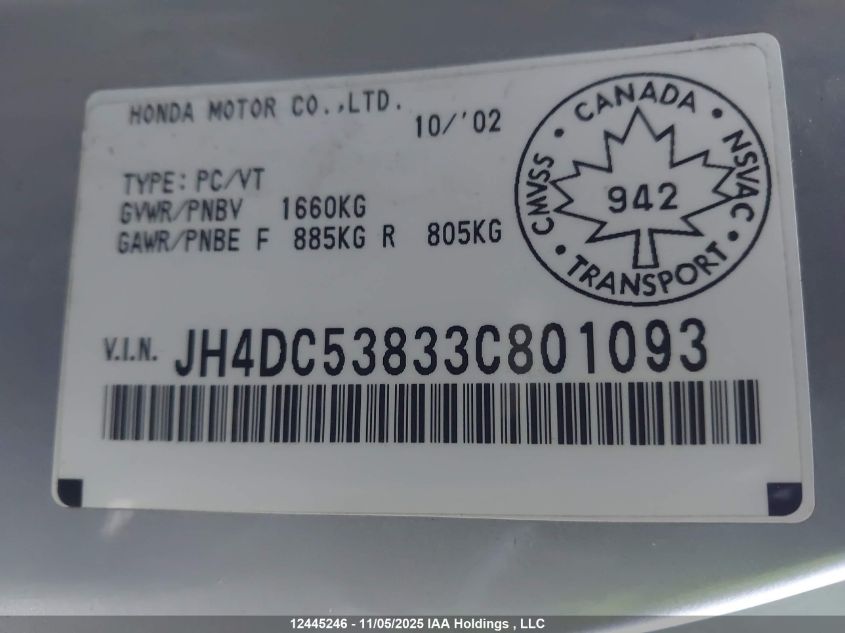 HONDA MOTOR CO.,LTD.
10/'02
TYPE: PC/VT
GVWR/PNBV 1660KG
GAWR/PNBE F 885KG R 805KG
CMVSS • CANADA • NSVAC • TRANSPORT •
942
V.I.N. JH4DC53833C801093
12445246 - 11/05/2025 IAA Holdings , LLC